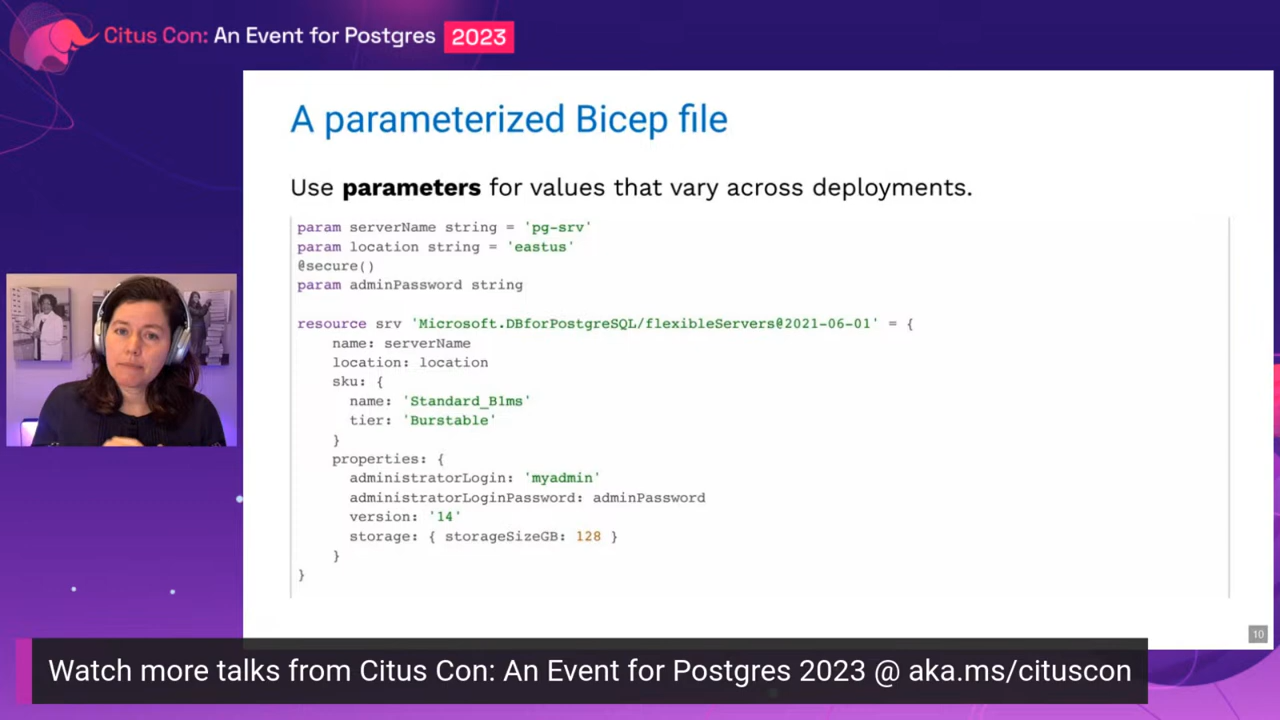 Citus Con: An Event for Postgres 2023
A parameterized Bicep file
Use parameters for values that vary across deployments.
param serverName string = 'pg-srv'
param location string = 'eastus'
@secure()
param adminPassword string
resource srv 'Microsoft.DBforPostgreSQL/flexibleServers@2021-06-01' = {
name: serverName
location: location
sku: {
name: 'Standard_B1ms'
tier: 'Burstable'
}
properties: {
administratorLogin: 'myadmin'
administratorLoginPassword: adminPassword
version: '14'
storage: { storageSizeGB: 128 }
}
}
10
Watch more talks from Citus Con: An Event for Postgres 2023 @ aka.ms/cituscon